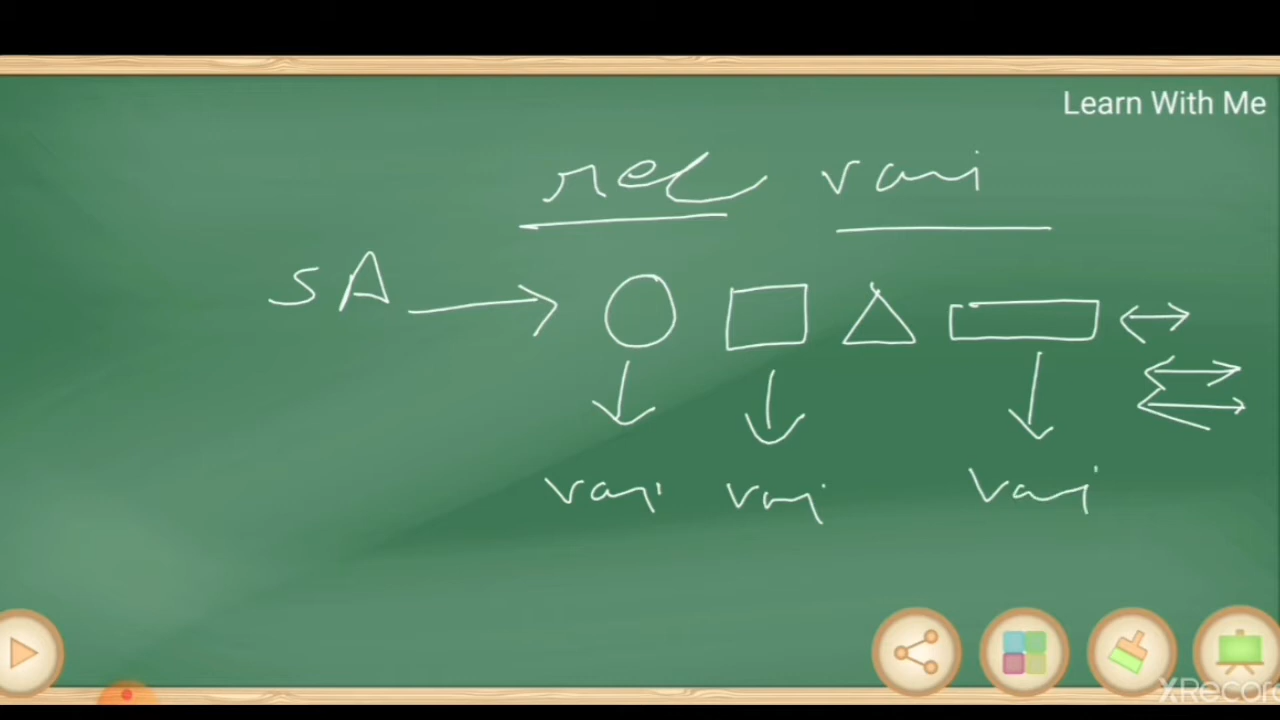 Learn With Me
rel vari
SA
vari vari vari
XRecor